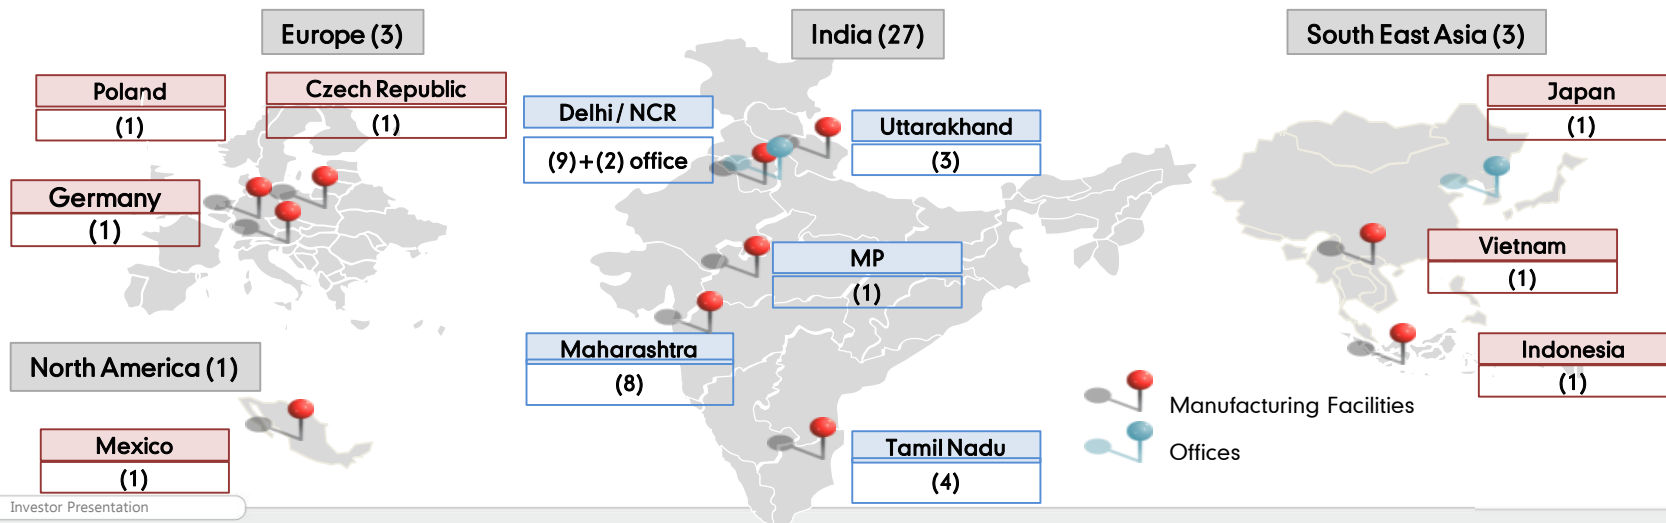 Europe (3)
Poland
(1)
Czech Republic
(1)
Germany
(1)
North America (1)
Mexico
(1)
India (27)
Delhi / NCR
(9)+(2) office
Uttarakhand
(3)
MP
(1)
Maharashtra
(8)
Tamil Nadu
(4)
South East Asia (3)
Japan
(1)
Vietnam
(1)
Indonesia
(1)
Manufacturing Facilities
Offices
Investor Presentation